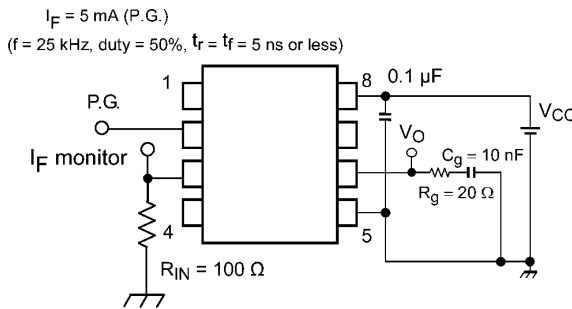 IF = 5 mA (P.G.)
(f = 25 kHz, duty = 50%, tr = tf = 5 ns or less)
1
8
0.1 µF
P.G.
VO
VCC
IF monitor
Cg = 10 nF
Rg = 20 Ω
4
5
RIN = 100 Ω